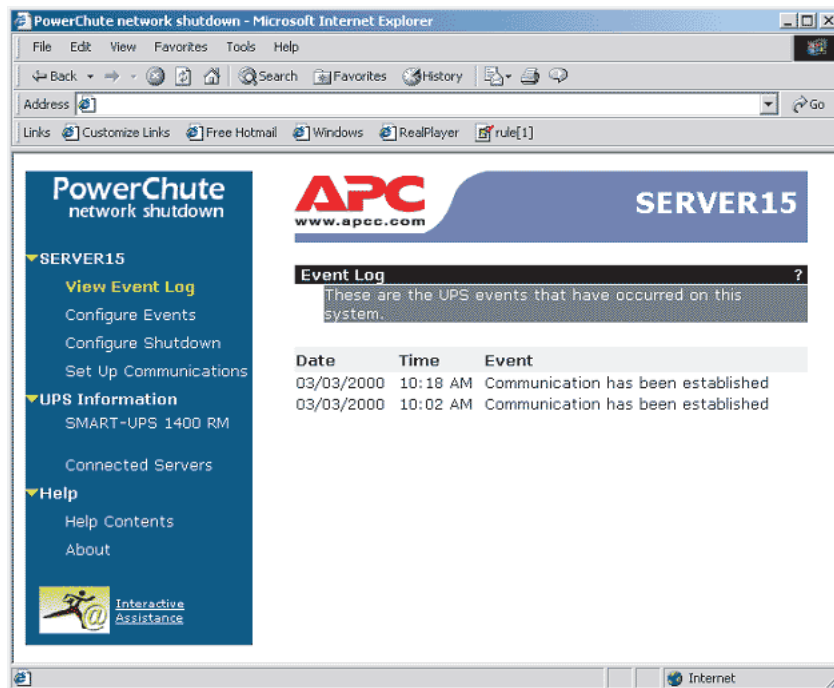 PowerChute network shutdown - Microsoft Internet Explorer
File Edit View Favorites Tools Help
Back Search Favorites History
Address Go
Links Customize Links Free Hotmail Windows RealPlayer rule[1]
PowerChute
network shutdown
SERVER15
View Event Log
Configure Events
Configure Shutdown
Set Up Communications
UPS Information
SMART-UPS 1400 RM
Connected Servers
Help
Help Contents
About
@
Interactive
Assistance
APC
www.apcc.com
SERVER15
Event Log ?
These are the UPS events that have occurred on this
system.
Date Time Event
03/03/2000 10:18 AM Communication has been established
03/03/2000 10:02 AM Communication has been established
Internet